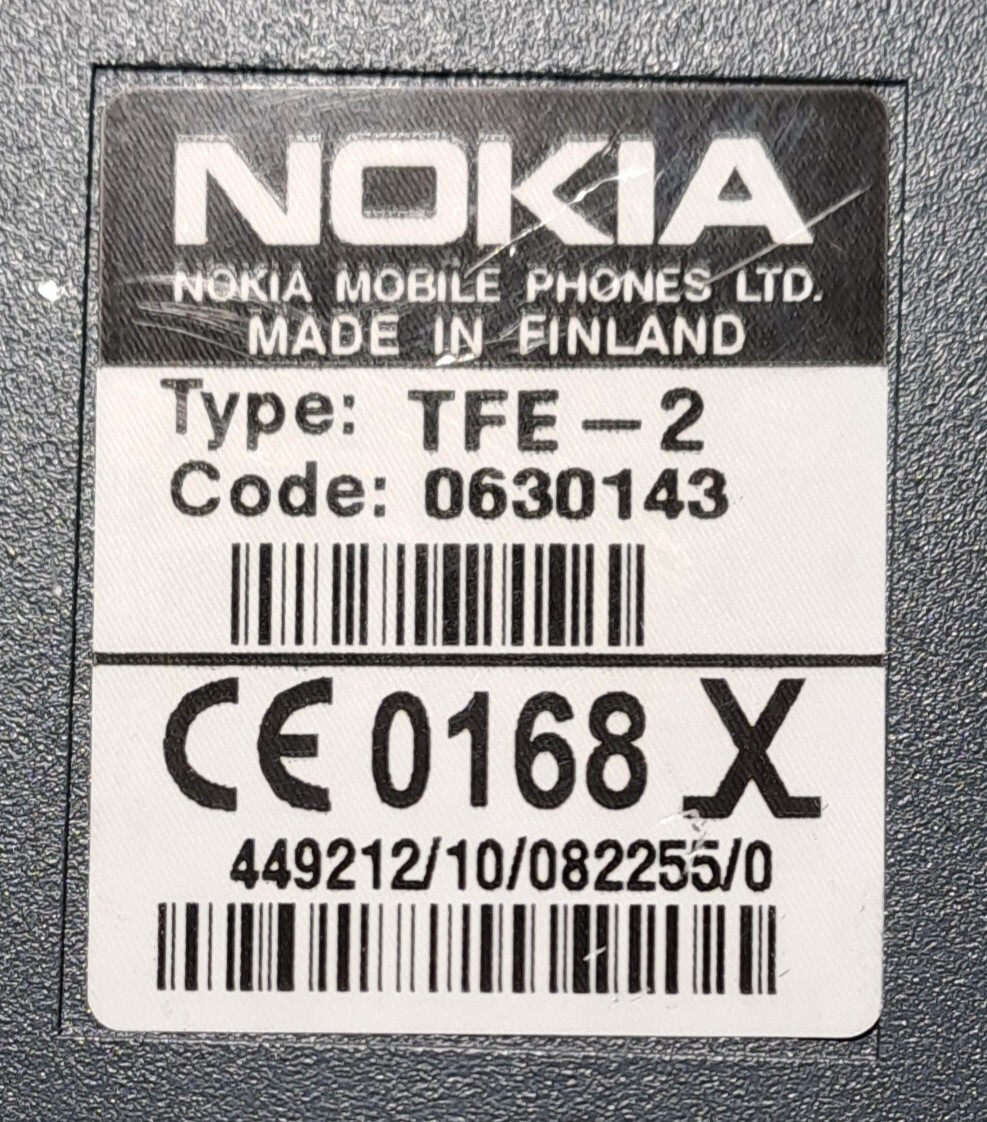 NOKIA
NOKIA MOBILE PHONES LTD.
MADE IN FINLAND
Type: TFE-2
Code: 0630143
CE 0168 X
449212/10/082255/0